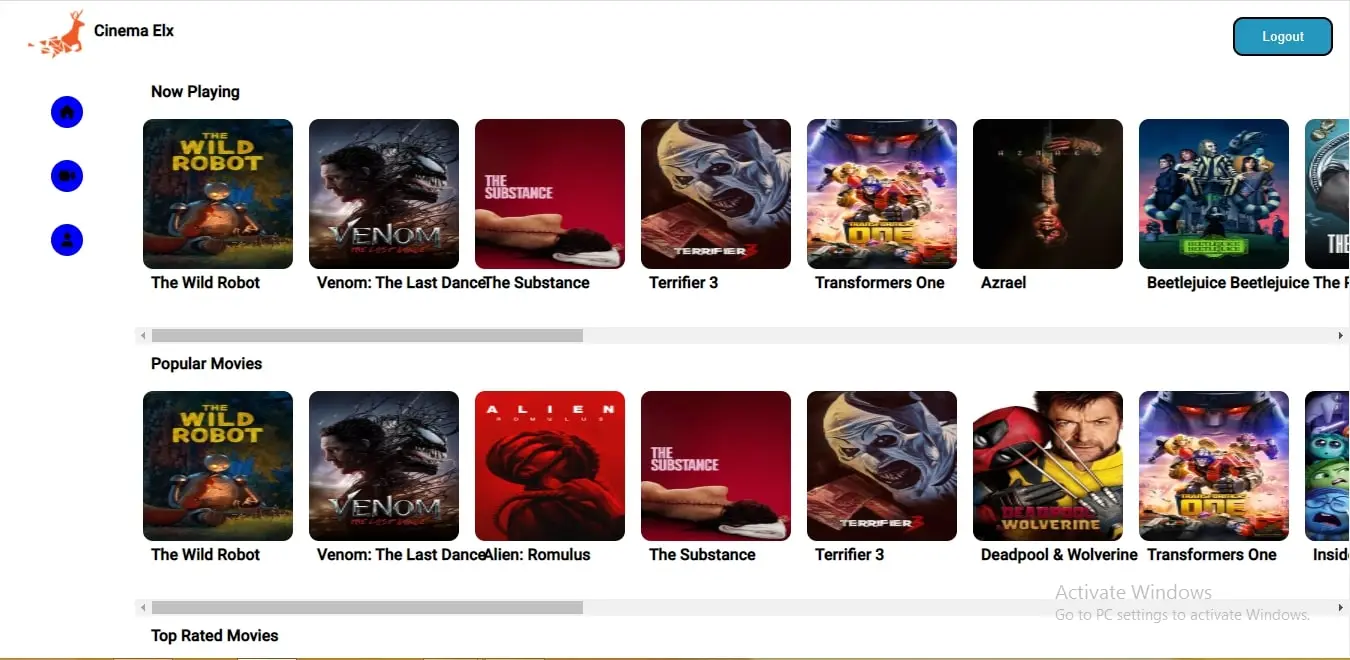 Cinema Elx
Logout
Now Playing
THE
WILD
ROBOT
VENOM
THE LAST DANCE
THE
SUBSTANCE
TERRIFIER 3
TRANSFORMERS
ONE
AZRAEL
BEETLEJUICE
BEETLEJUICE
THE
The Wild Robot
Venom: The Last Dance
The Substance
Terrifier 3
Transformers One
Azrael
Beetlejuice Beetlejuice
The
Popular Movies
THE
WILD
ROBOT
VENOM
THE LAST DANCE
ALIEN
ROMULUS
THE
SUBSTANCE
TERRIFIER 3
DEADPOOL
WOLVERINE
TRANSFORMERS
ONE
The Wild Robot
Venom: The Last Dance
Alien: Romulus
The Substance
Terrifier 3
Deadpool & Wolverine
Transformers One
Insid
Activate Windows
Go to PC settings to activate Windows.
Top Rated Movies